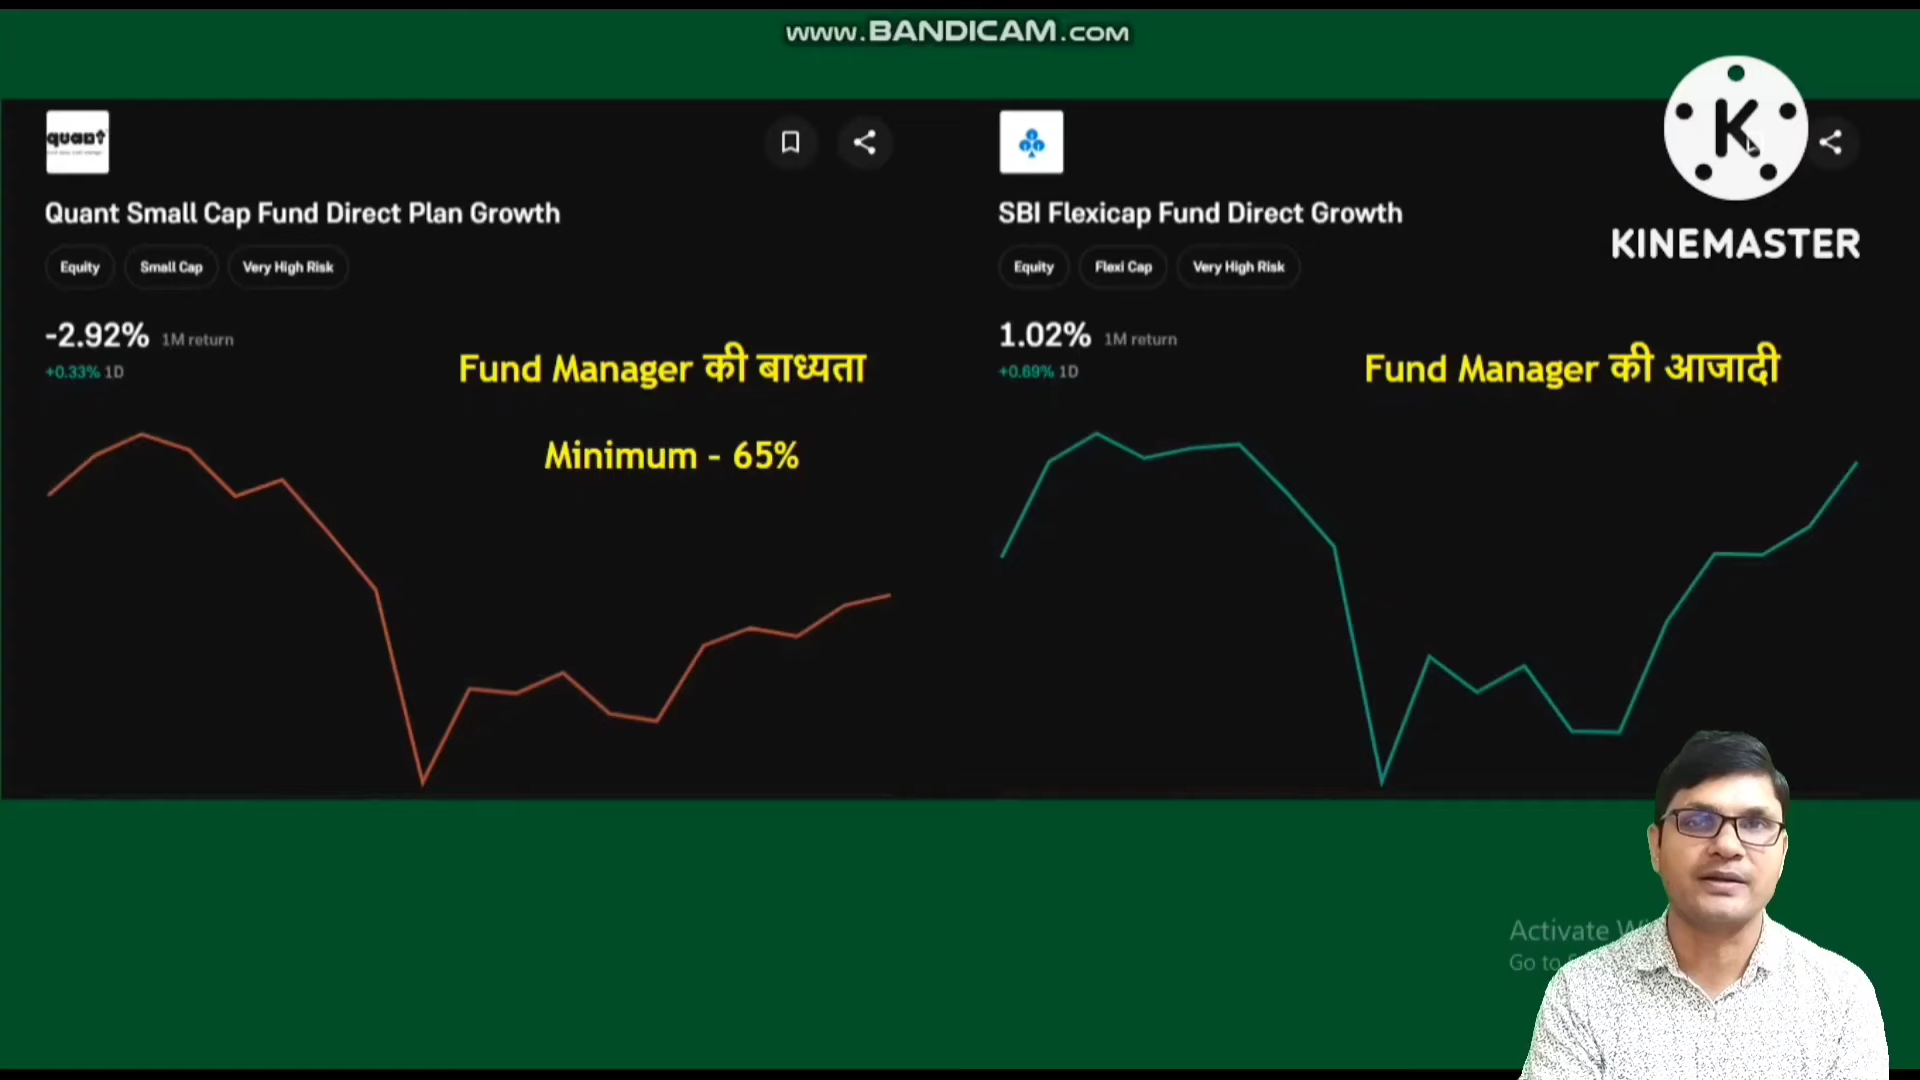 www.BANDICAM.com
quant
Quant Small Cap Fund Direct Plan Growth
Equity
Small Cap
Very High Risk
-2.92% 1M return
+0.33% 1D
Fund Manager की बाध्यता
Minimum - 65%
SBI Flexicap Fund Direct Growth
Equity
Flexi Cap
Very High Risk
1.02% 1M return
+0.69% 1D
Fund Manager की आजादी
K
KINEMASTER
Activate
Go to